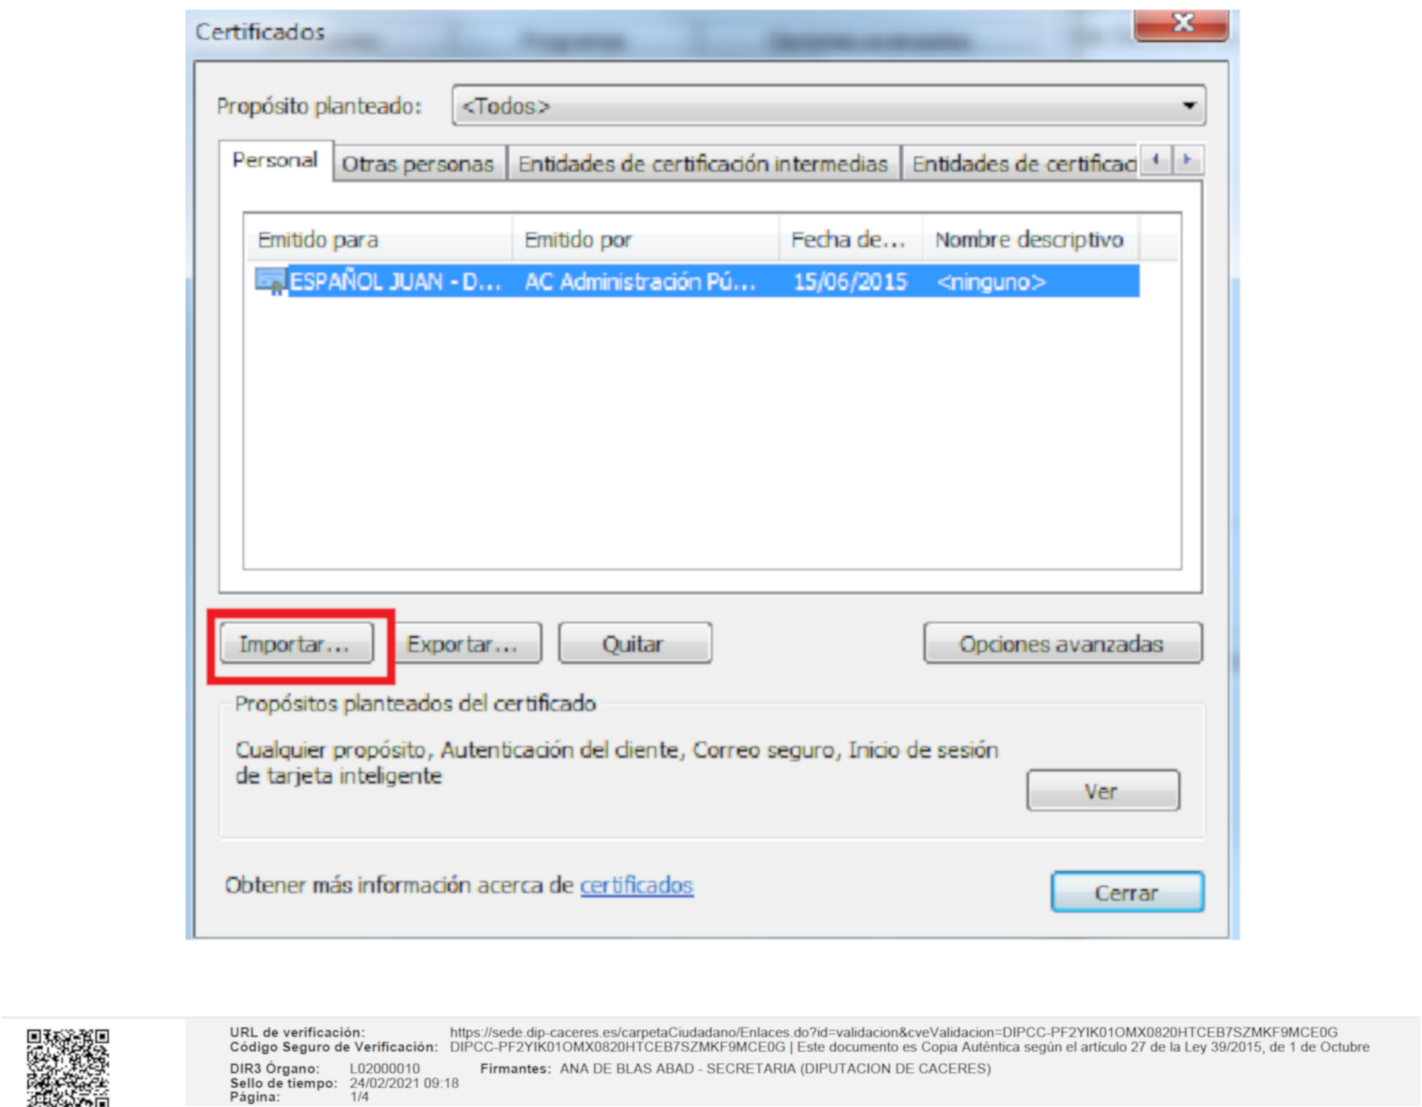 Certificados
Propósito planteado: <Todos>
Personal Otras personas Entidades de certificación intermedias Entidades de certificac
Emitido para Emitido por Fecha de... Nombre descriptivo
ESPAÑOL JUAN - D... AC Administración Pú... 15/06/2015 <ninguno>
Importar... Exportar... Quitar Opciones avanzadas
Propósitos planteados del certificado
Cualquier propósito, Autenticación del cliente, Correo seguro, Inicio de sesión
de tarjeta inteligente
Ver
Obtener más información acerca de certificados
Cerrar
URL de verificación: https://sede.dip-caceres.es/carpetaCiudadano/Enlaces.do?id=validacion&cveValidacion=DIPCC-PF2YIK01OMX0820HTCEB7SZMKF9MCE0G
Código Seguro de Verificación: DIPCC-PF2YIK01OMX0820HTCEB7SZMKF9MCE0G | Este documento es Copia Auténtica según el artículo 27 de la Ley 39/2015, de 1 de Octubre
DIR3 Órgano: L02000010 Firmantes: ANA DE BLAS ABAD - SECRETARIA (DIPUTACION DE CACERES)
Sello de tiempo: 24/02/2021 09:18
Página: 1/4